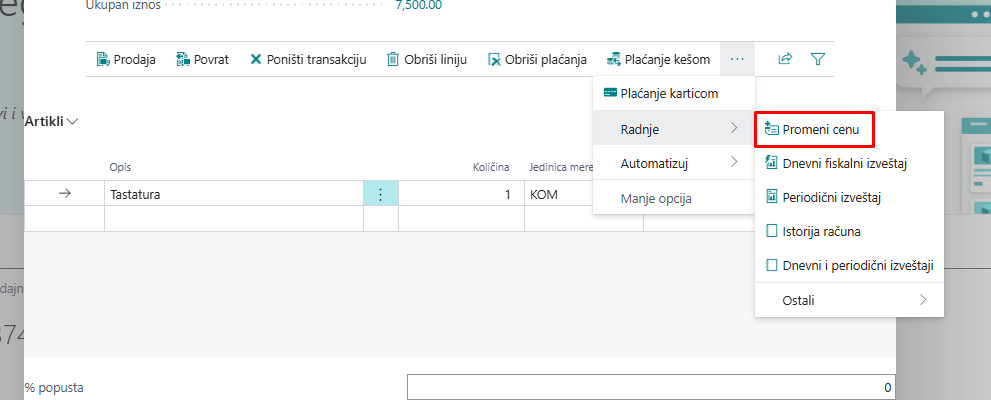 Ukupan iznos 7,500.00
Prodaja Povrat Poništi transakciju Obriši liniju Obriši plaćanja Plaćanje kešom
Plaćanje karticom
Artikli
Radnje
Promeni cenu
Automatizuj
Dnevni fiskalni izveštaj
Opis Količina Jedinica mere
Tastatura 1 KOM
Manje opcija
Periodični izveštaj
Istorija računa
Dnevni i periodični izveštaji
Ostali
% popusta 0